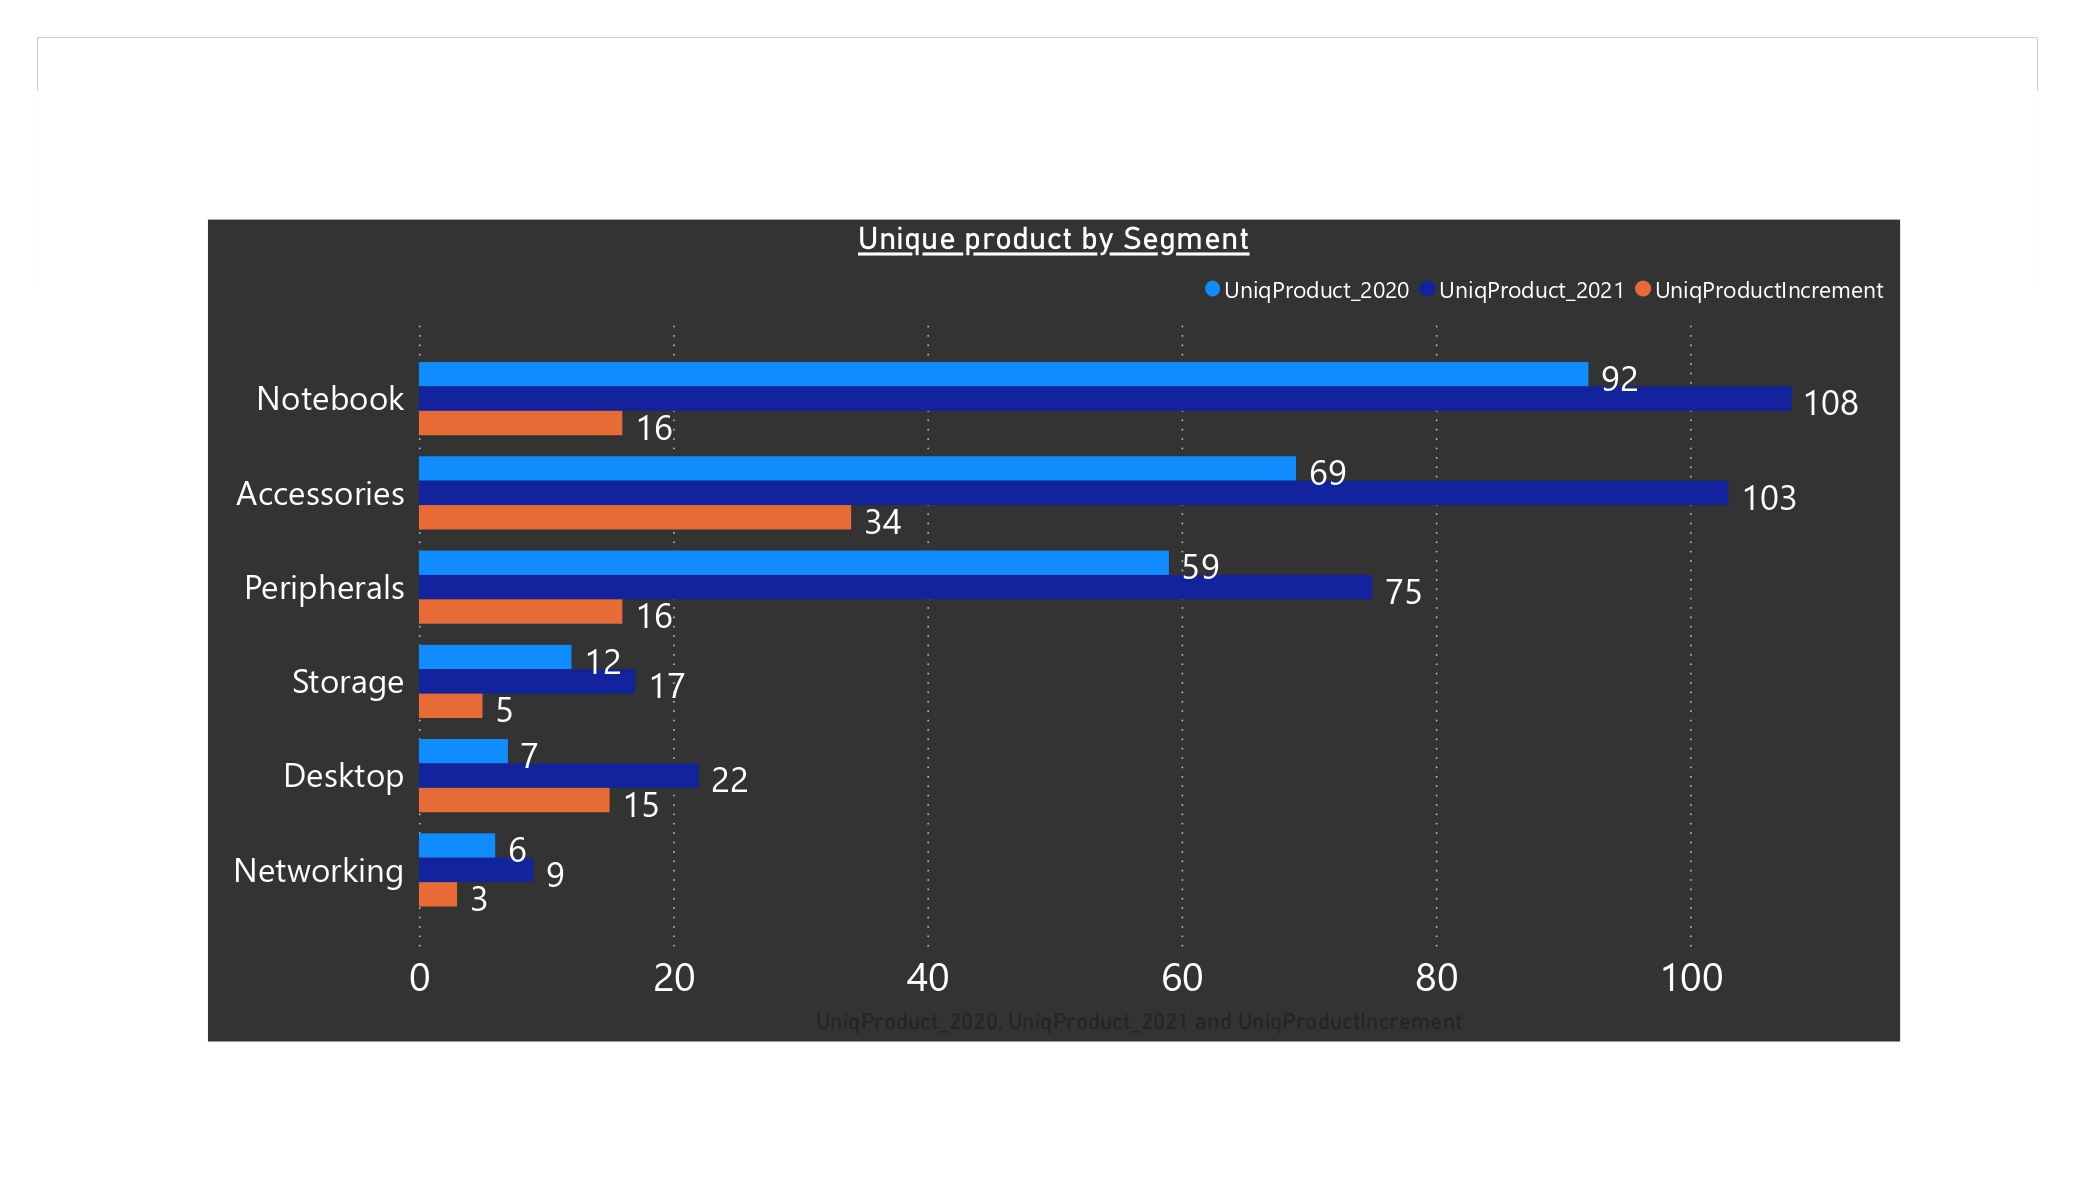 Unique product by Segment
UniqProduct_2020 UniqProduct_2021 UniqProductIncrement
92
Notebook
108
16
69
Accessories
103
34
59
Peripherals
75
16
12
Storage
17
5
7
Desktop
22
15
6
Networking
9
3
0 20 40 60 80 100
UniqProduct_2020, UniqProduct_2021 and UniqProductIncrement